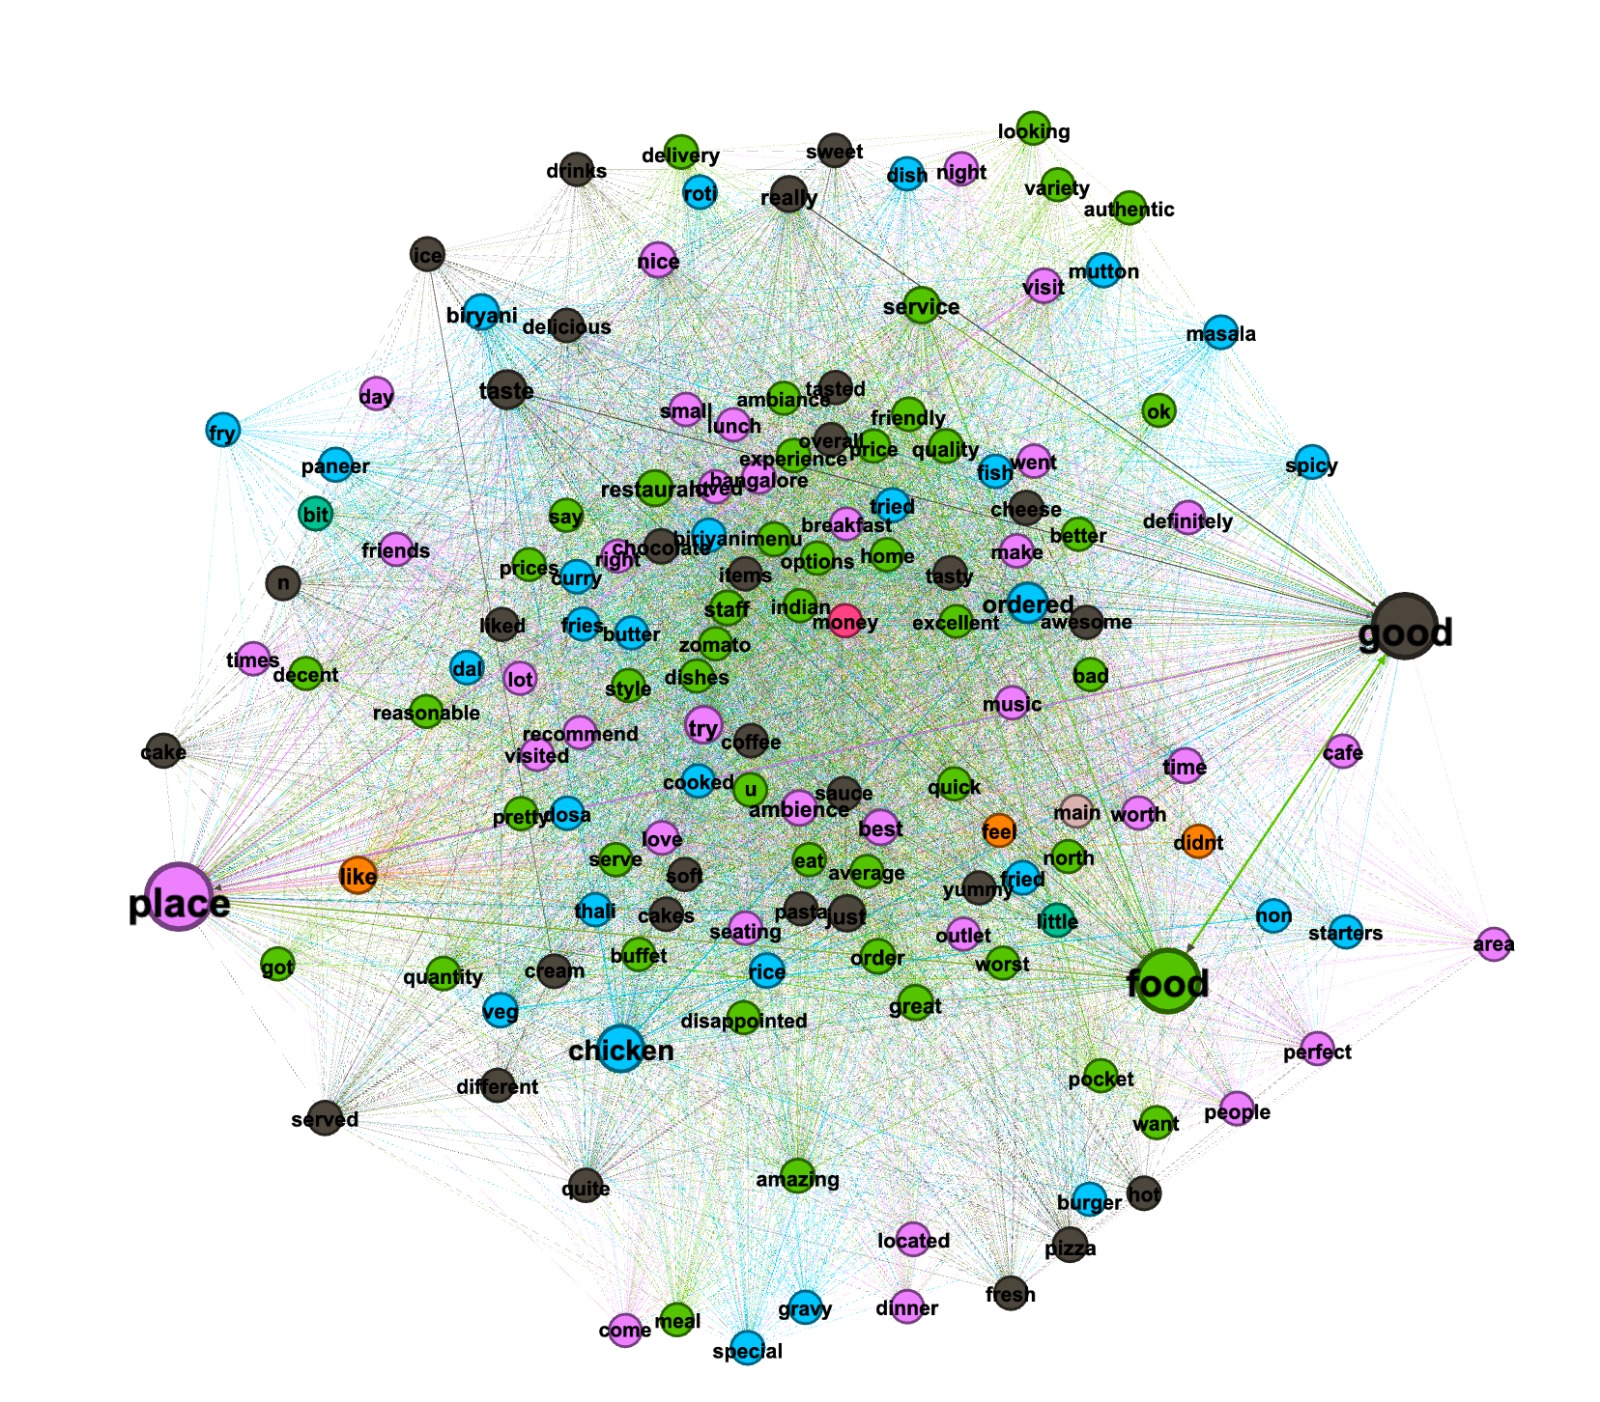 looking
delivery
sweet
drinks
dish
night
roti
really
variety
authentic
ice
nice
mutton
visit
service
biryani
delicious
masala
taste
day
tasted
ambiance
small
lunch
friendly
ok
fry
overall
price
quality
experience
paneer
fish
went
spicy
bangalore
restaurant
loved
tried
cheese
bit
say
breakfast
definitely
better
friends
right
chocolate
biriyani
menu
options
home
make
prices
curry
items
tasty
n
staff
indian
ordered
liked
fries
butter
money
excellent
awesome
good
zomato
times
decent
dal
lot
style
dishes
bad
reasonable
music
try
recommend
visited
coffee
cake
cafe
time
cooked
u
sauce
quick
ambience
pretty
dosa
main
worth
best
feel
love
didnt
serve
eat
average
north
like
soft
yummy
fried
place
thali
cakes
pasta
just
seating
outlet
little
non
starters
area
buffet
order
worst
got
quantity
cream
rice
food
veg
great
disappointed
chicken
perfect
different
pocket
served
people
want
quite
amazing
burger
hot
located
pizza
fresh
gravy
dinner
come
meal
special